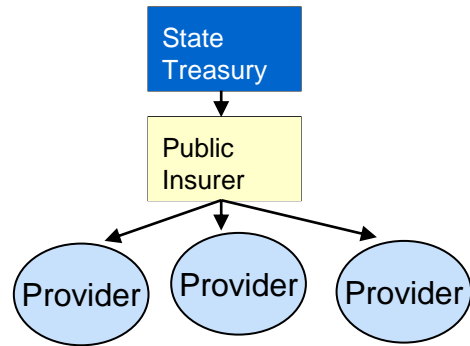 State
Treasury
Public
Insurer
Provider
Provider
Provider